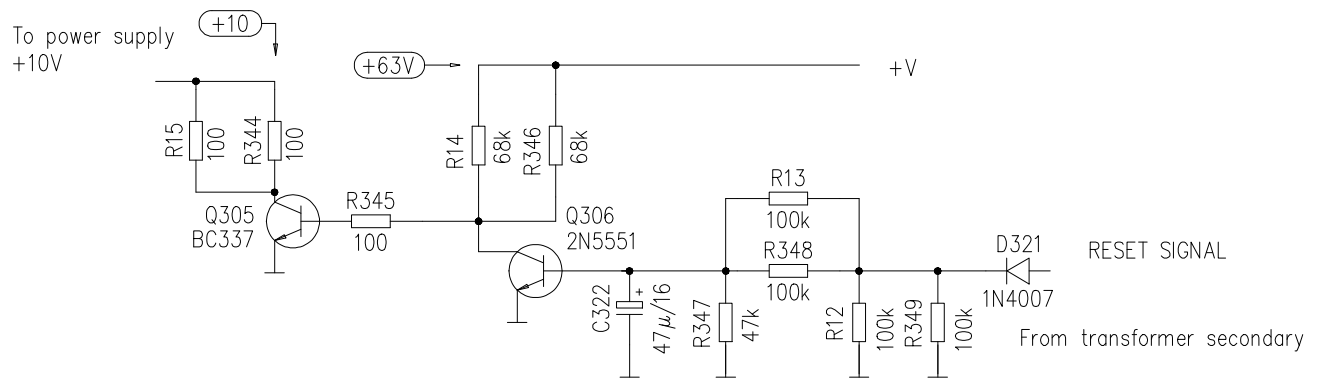 +10
To power supply
+10V
+63V
+V
R15
100
R344
100
R14
68k
R346
68k
R13
100k
Q305
BC337
R345
100
Q306
2N5551
R348
100k
D321
1N4007
RESET SIGNAL
C322
+
47µ/16
R347
47k
R12
100k
R349
100k
From transformer secondary